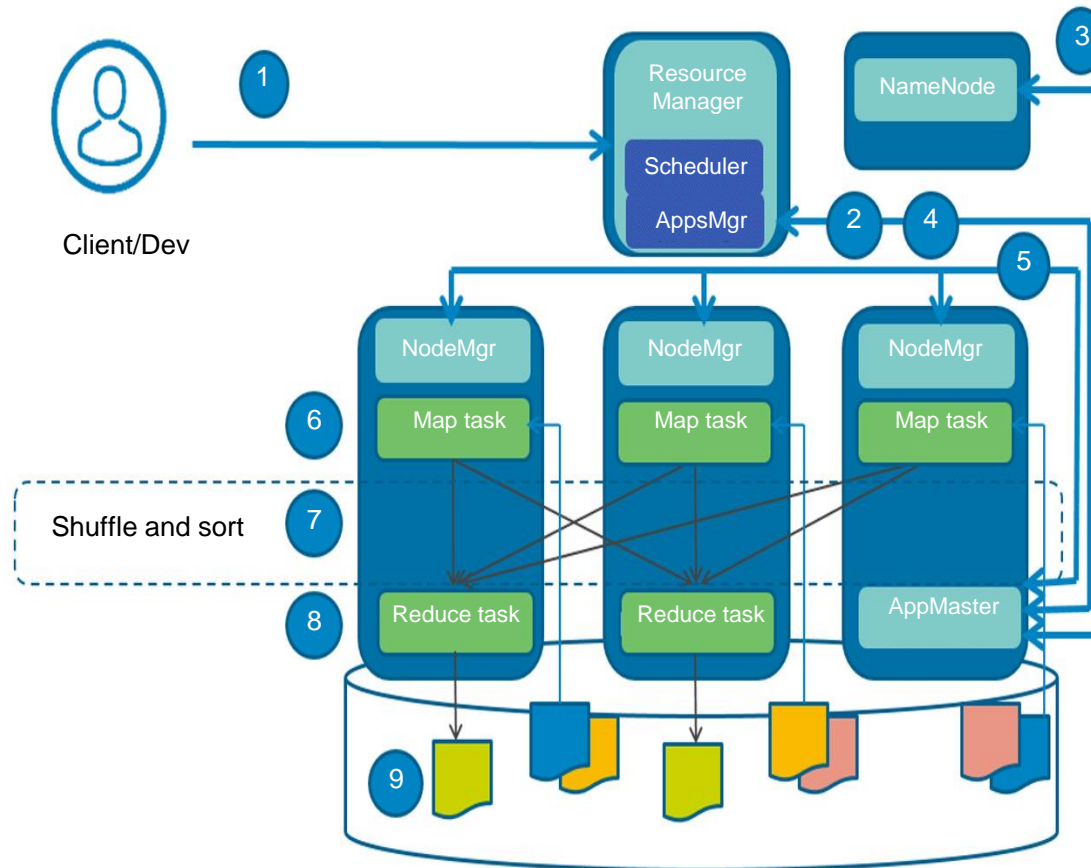 1
3
Resource
Manager
NameNode
Scheduler
AppsMgr
2
4
Client/Dev
5
NodeMgr
NodeMgr
NodeMgr
6
Map task
Map task
Map task
Shuffle and sort
7
8
Reduce task
Reduce task
AppMaster
9